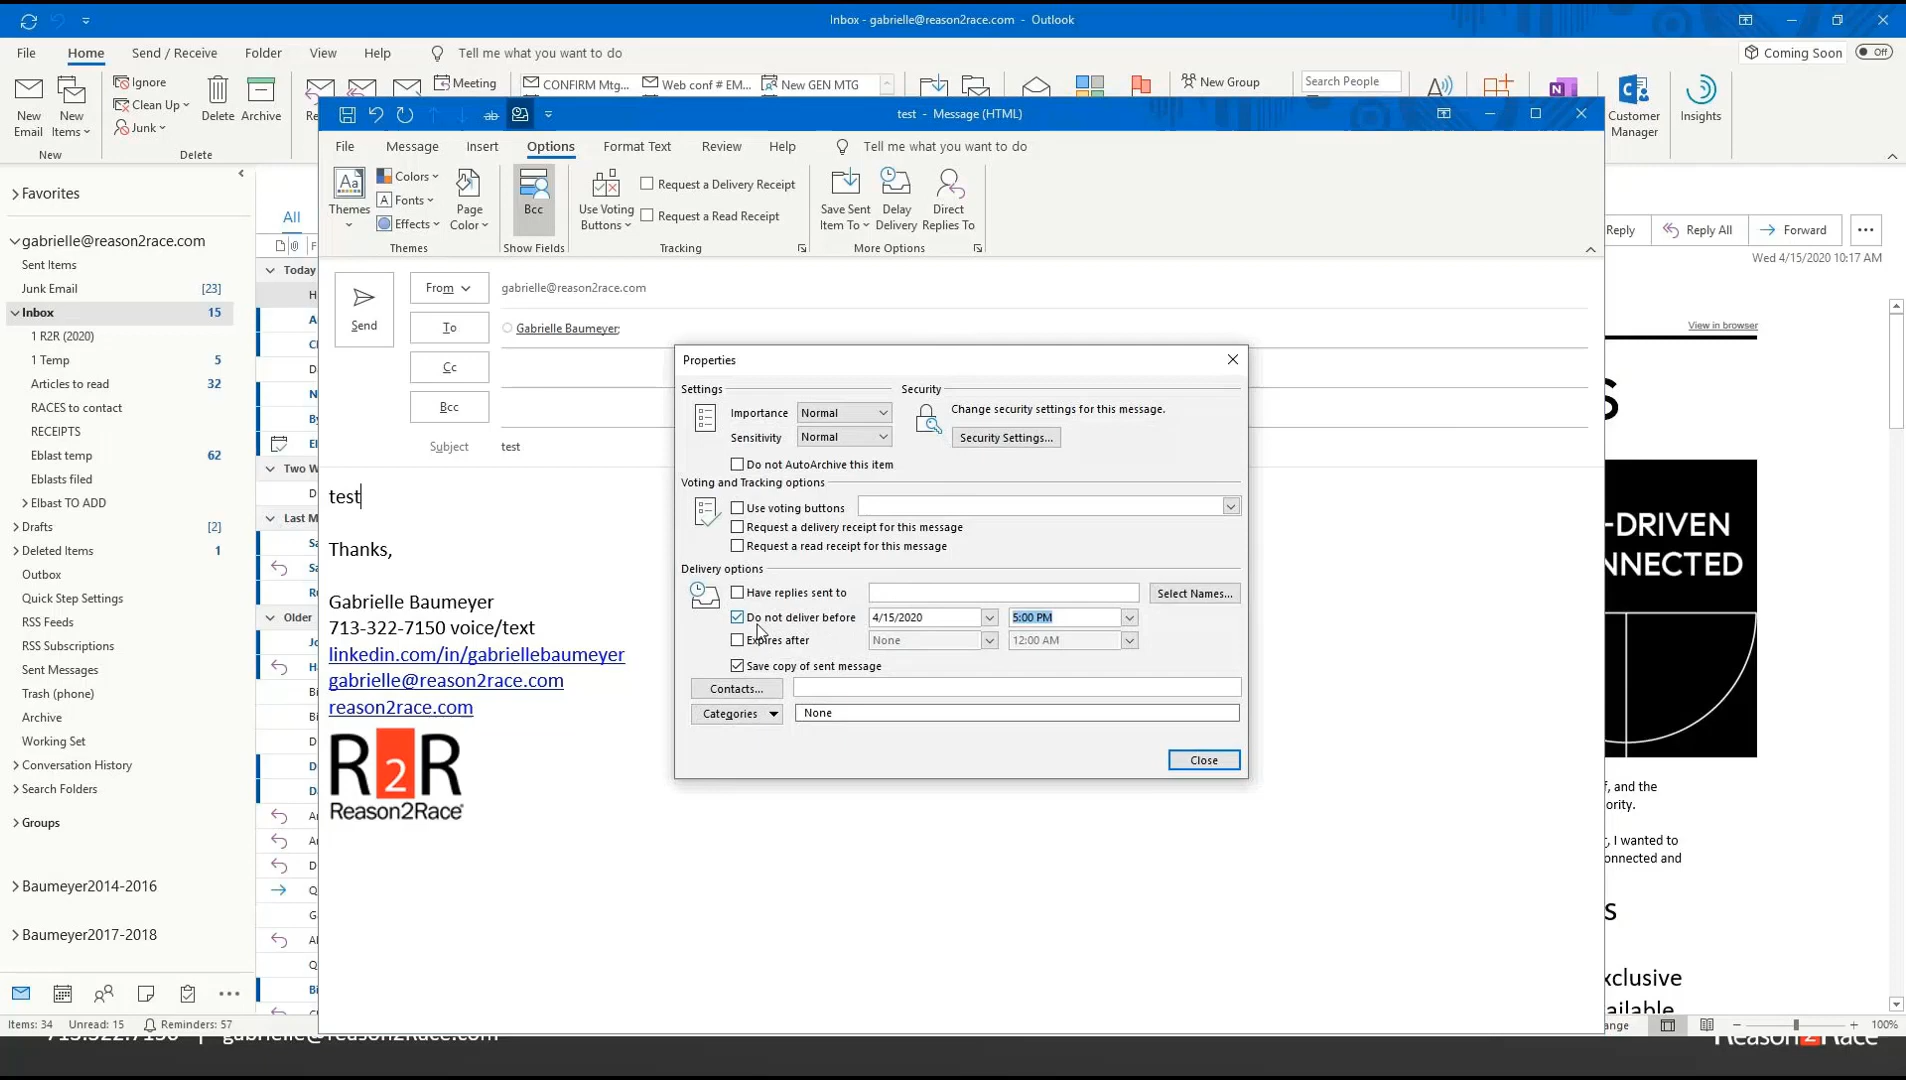 Inbox - gabrielle@reason2race.com - Outlook
File Home Send / Receive Folder View Help Tell me what you want to do
Coming Soon Off
New Email
New Items
New
Ignore
Clean Up
Junk
Delete
Archive
Delete
Meeting
CONFIRM Mtg...
Web conf # EM...
New GEN MTG
New Group
Search People
Customer Manager
Insights
Favorites
gabrielle@reason2race.com
Sent Items
Junk Email [23]
Inbox 15
1 R2R (2020)
1 Temp 5
Articles to read 32
RACES to contact
RECEIPTS
Eblast temp 62
Eblasts filed
Elbast TO ADD
Drafts [2]
Deleted Items 1
Outbox
Quick Step Settings
RSS Feeds
RSS Subscriptions
Sent Messages
Trash (phone)
Archive
Working Set
Conversation History
Search Folders
Groups
Baumeyer2014-2016
Baumeyer2017-2018
Items: 34 Unread: 15 Reminders: 57
All
Today
Two W
Last M
Older
test - Message (HTML)
File Message Insert Options Format Text Review Help Tell me what you want to do
Themes
Colors
Fonts
Effects
Page Color
Themes
Bcc
Show Fields
Use Voting Buttons
Request a Delivery Receipt
Request a Read Receipt
Tracking
Save Sent Item To
Delay Delivery
Direct Replies To
More Options
Send
From gabrielle@reason2race.com
To Gabrielle Baumeyer;
Cc
Bcc
Subject test
test
Thanks,
Gabrielle Baumeyer
713-322-7150 voice/text
linkedin.com/in/gabriellebaumeyer
gabrielle@reason2race.com
reason2race.com
R2R
Reason2Race
Properties
Settings
Importance Normal
Sensitivity Normal
Do not AutoArchive this item
Security
Change security settings for this message.
Security Settings...
Voting and Tracking options
Use voting buttons
Request a delivery receipt for this message
Request a read receipt for this message
Delivery options
Have replies sent to Select Names...
Do not deliver before 4/15/2020 5:00 PM
Expires after None 12:00 AM
Save copy of sent message
Contacts...
Categories None
Close
Reply Reply All Forward
Wed 4/15/2020 10:17 AM
View in browser
S
-DRIVEN
NNECTED
f, and the
ority.
, I wanted to
onnected and
s
xclusive
ailable
ange 100%
713.322.7150 | gabrielle@reason2Race.com
Reason2Race